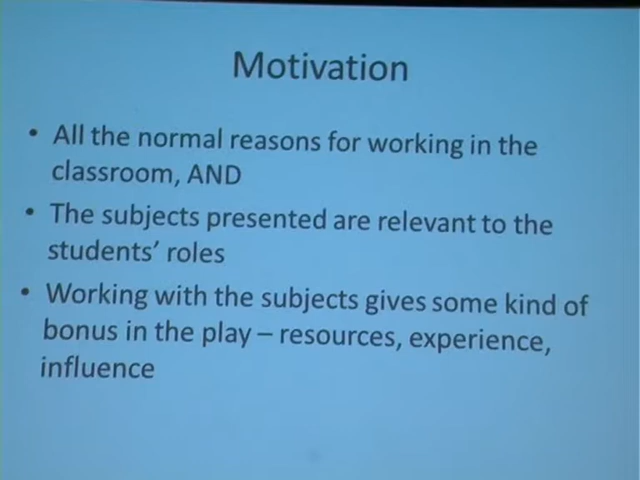 Motivation
• All the normal reasons for working in the
classroom, AND
• The subjects presented are relevant to the
students' roles
• Working with the subjects gives some kind of
bonus in the play – resources, experience,
influence